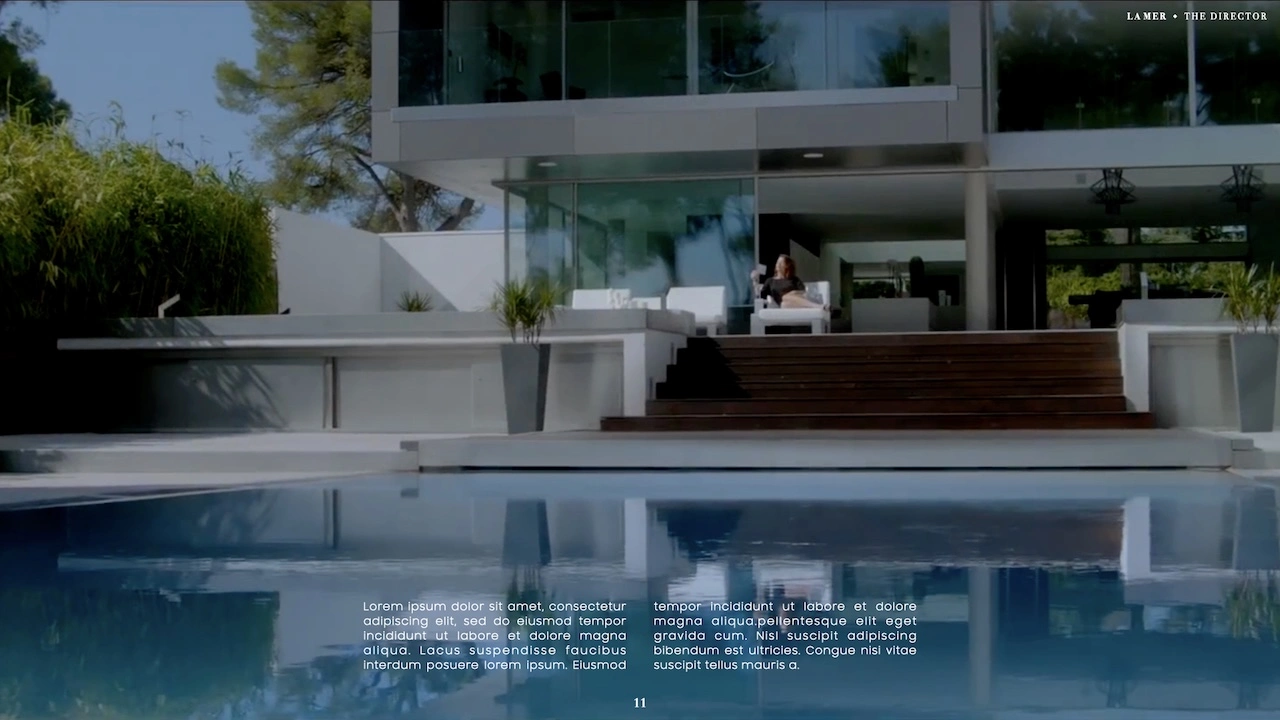 LAMER • THE DIRECTOR
Lorem ipsum dolor sit amet, consectetur
adipiscing elit, sed do eiusmod tempor
incididunt ut labore et dolore magna
aliqua. Lacus suspendisse faucibus
interdum posuere lorem ipsum. Eiusmod
tempor incididunt ut labore et dolore
magna aliqua.pellentesque elit eget
gravida cum. Nisl suscipit adipiscing
bibendum est ultricies. Congue nisi vitae
suscipit tellus mauris a.
11